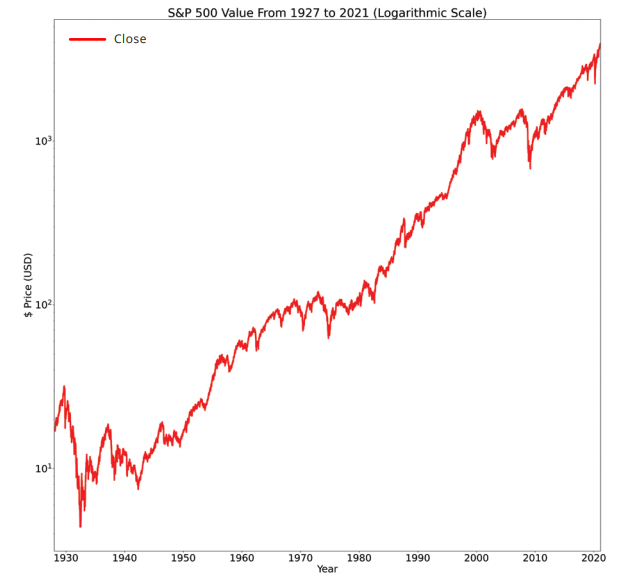 S&P 500 Value From 1927 to 2021 (Logarithmic Scale)
Close
10³
10²
10¹
$ Price (USD)
1930 1940 1950 1960 1970 1980 1990 2000 2010 2020
Year